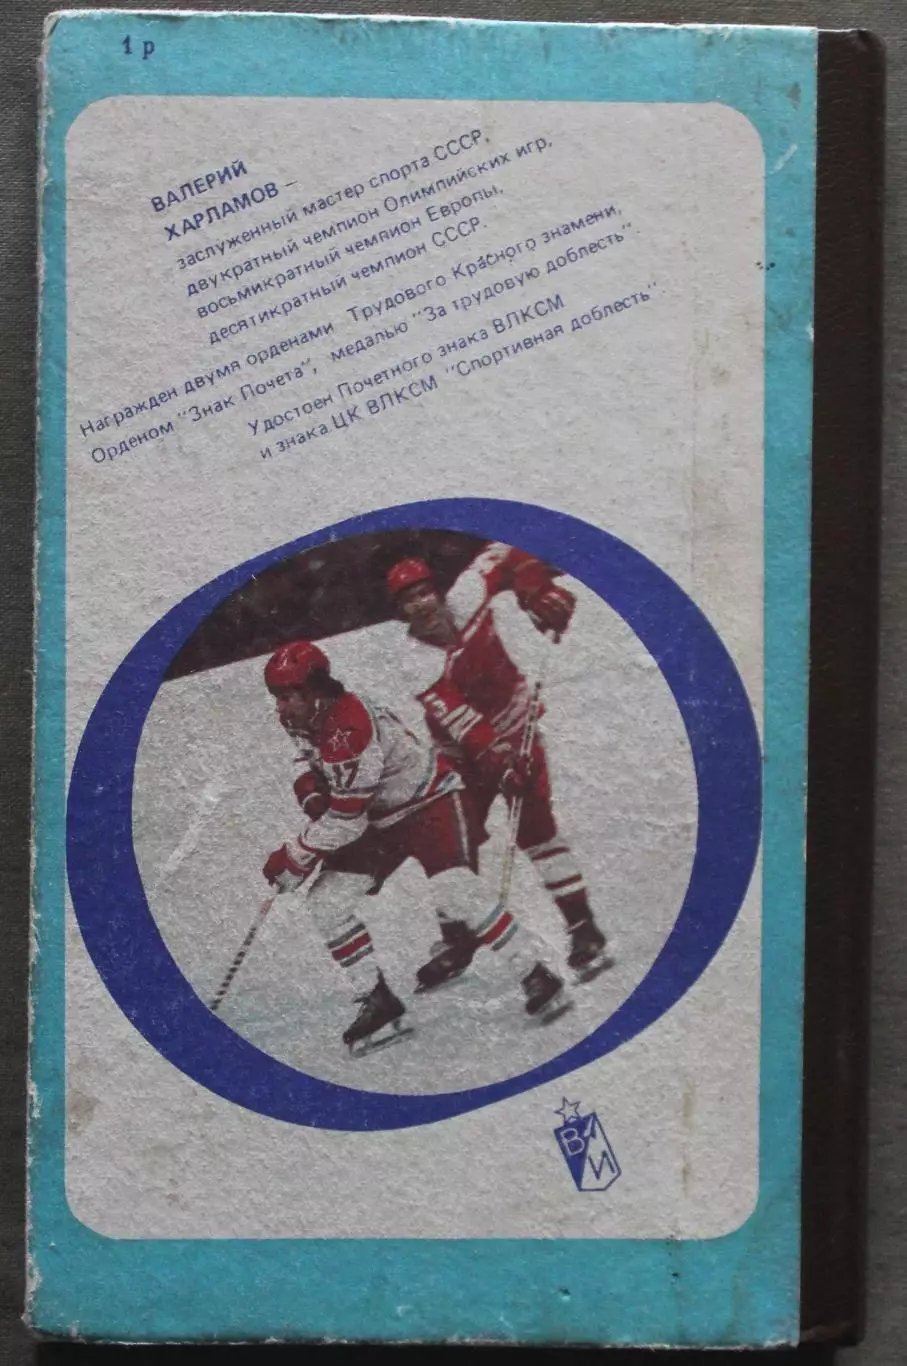 1 р
ВАЛЕРИЙ
ХАРЛАМОВ –
заслуженный мастер спорта СССР,
двукратный чемпион Олимпийских игр,
восьмикратный чемпион Европы,
десятикратный чемпион СССР.
Награжден двумя орденами Трудового Красного знамени,
Орденом "Знак Почета", медалью "За трудовую доблесть".
Удостоен Почетного знака ВЛКСМ
и знака ЦК ВЛКСМ "Спортивная доблесть".
17